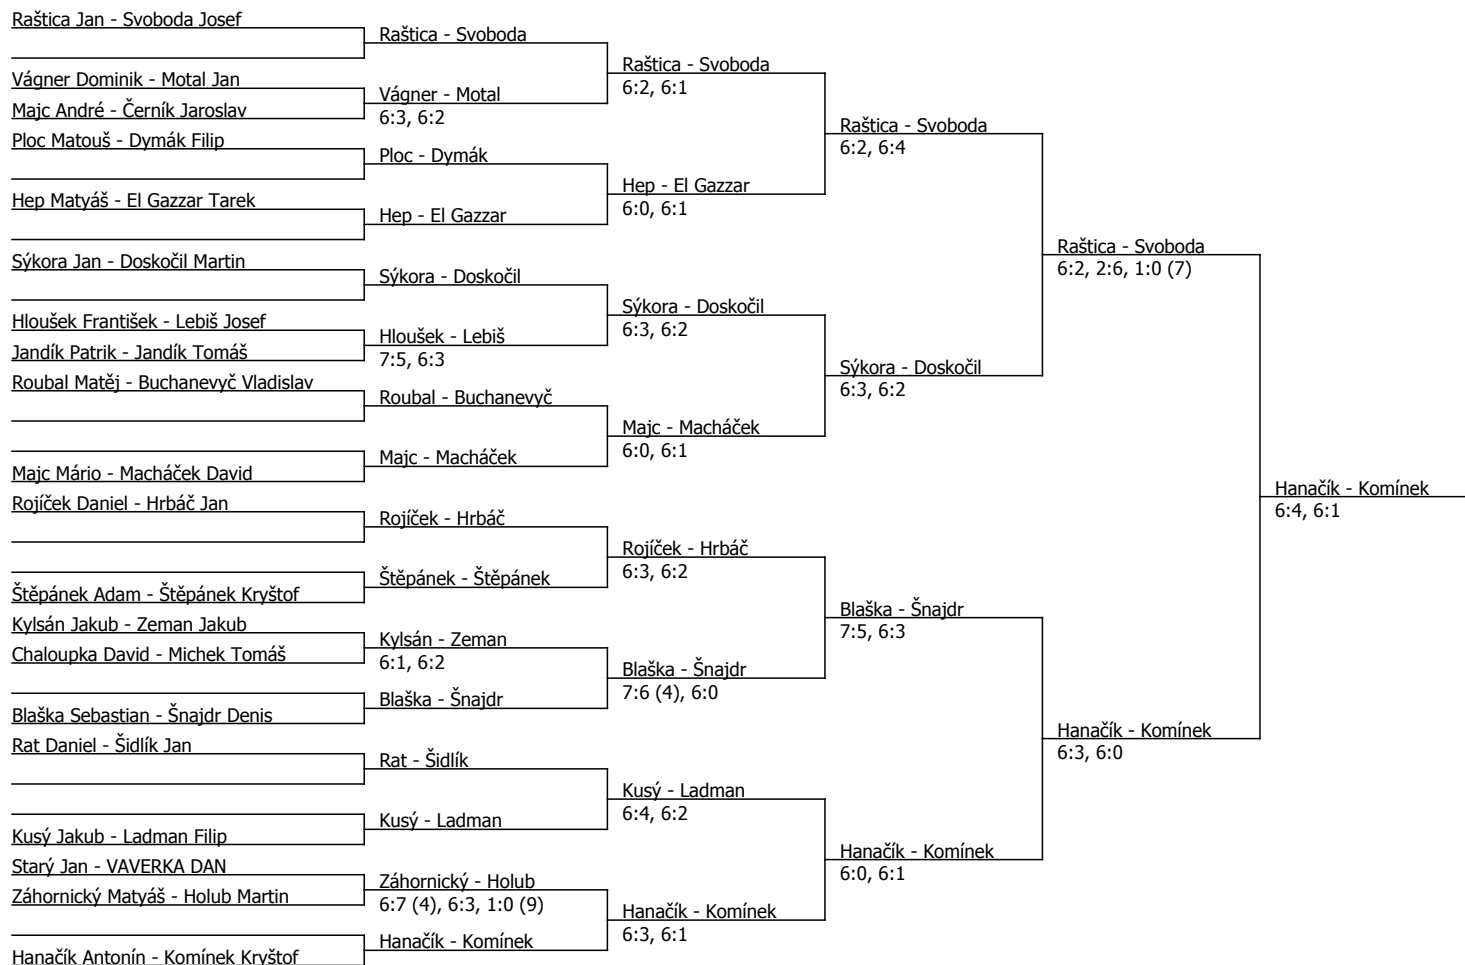 Raštica Jan - Svoboda Josef
Vágner Dominik - Motal Jan
Majc André - Černík Jaroslav
Ploc Matouš - Dymák Filip
Hep Matyáš - El Gazzar Tarek
Sýkora Jan - Doskočil Martin
Hloušek František - Lebiš Josef
Jandík Patrik - Jandík Tomáš
Roubal Matěj - Buchanevyč Vladislav
Majc Mário - Macháček David
Rojíček Daniel - Hrbáč Jan
Štěpánek Adam - Štěpánek Kryštof
Kylsán Jakub - Zeman Jakub
Chaloupka David - Michek Tomáš
Blaška Sebastian - Šnajdr Denis
Rat Daniel - Šidlík Jan
Kusý Jakub - Ladman Filip
Starý Jan - VAVERKA DAN
Záhornický Matyáš - Holub Martin
Hanačík Antonín - Komínek Kryštof
Raštica - Svoboda
Vágner - Motal
6:3, 6:2
Ploc - Dymák
Hep - El Gazzar
Sýkora - Doskočil
Hloušek - Lebiš
7:5, 6:3
Roubal - Buchanevyč
Majc - Macháček
Rojíček - Hrbáč
Štěpánek - Štěpánek
Kylsán - Zeman
6:1, 6:2
Blaška - Šnajdr
Rat - Šidlík
Kusý - Ladman
Záhornický - Holub
6:7 (4), 6:3, 1:0 (9)
Hanačík - Komínek
Raštica - Svoboda
6:2, 6:1
Hep - El Gazzar
6:0, 6:1
Sýkora - Doskočil
6:3, 6:2
Majc - Macháček
6:0, 6:1
Rojíček - Hrbáč
6:3, 6:2
Blaška - Šnajdr
7:6 (4), 6:0
Kusý - Ladman
6:4, 6:2
Hanačík - Komínek
6:3, 6:1
Raštica - Svoboda
6:2, 6:4
Sýkora - Doskočil
6:3, 6:2
Blaška - Šnajdr
7:5, 6:3
Hanačík - Komínek
6:0, 6:1
Raštica - Svoboda
6:2, 2:6, 1:0 (7)
Hanačík - Komínek
6:3, 6:0
Hanačík - Komínek
6:4, 6:1